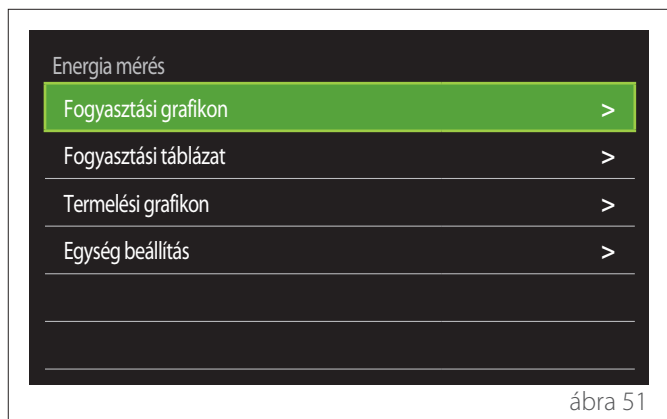 Energia mérés
Fogyasztási grafikon >
Fogyasztási táblázat >
Termelési grafikon >
Egység beállítás >
ábra 51